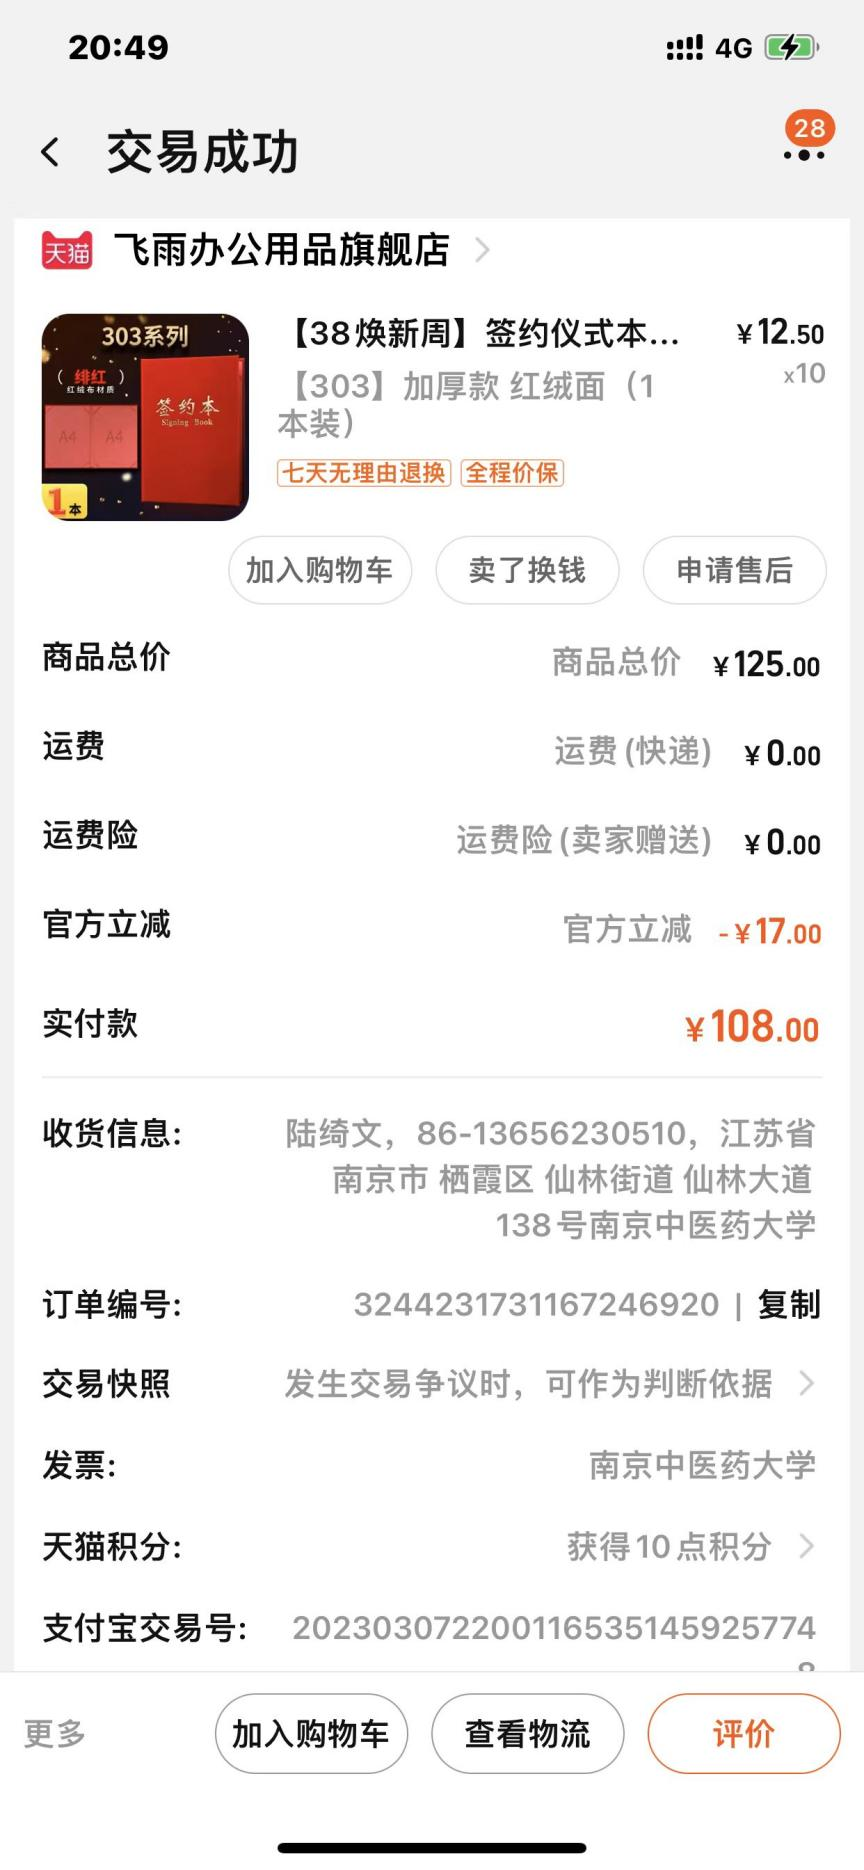 20:49
4G
28
交易成功
天猫 飞雨办公用品旗舰店
303系列
（绯红）
红绒布材质
签约本
Signing Book
A4 A4
1本
【38焕新周】签约仪式本... ¥12.50
【303】加厚款 红绒面（1 x10
本装）
七天无理由退换 全程价保
加入购物车 卖了换钱 申请售后
商品总价 商品总价 ¥125.00
运费 运费(快递) ¥0.00
运费险 运费险(卖家赠送) ¥0.00
官方立减 官方立减 -¥17.00
实付款 ¥108.00
收货信息: 陆绮文，86-13656230510，江苏省
南京市 栖霞区 仙林街道 仙林大道
138号南京中医药大学
订单编号: 3244231731167246920 | 复制
交易快照 发生交易争议时，可作为判断依据
发票: 南京中医药大学
天猫积分: 获得10点积分
支付宝交易号: 202303072200116535145925774
更多 加入购物车 查看物流 评价